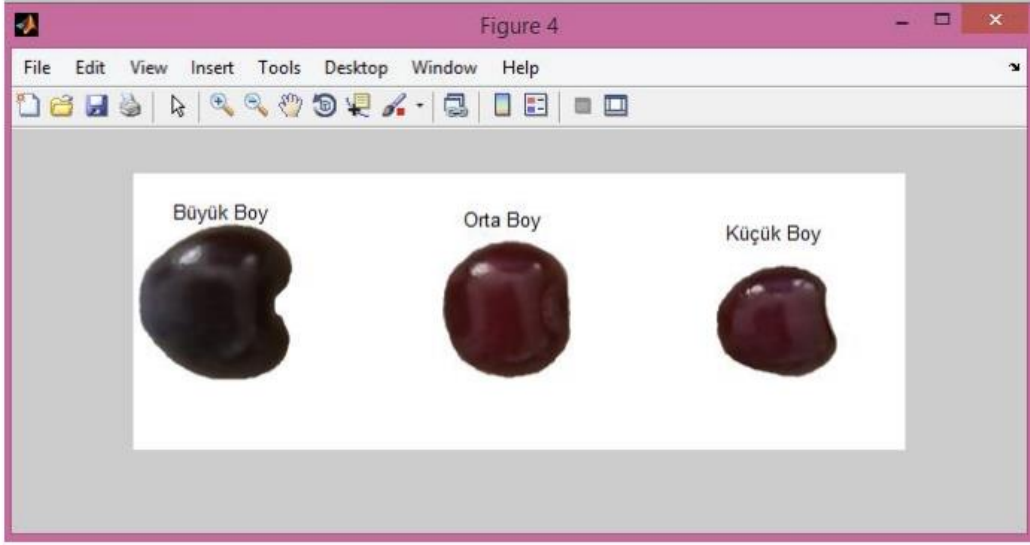 Figure 4
File Edit View Insert Tools Desktop Window Help
Büyük Boy
Orta Boy
Küçük Boy